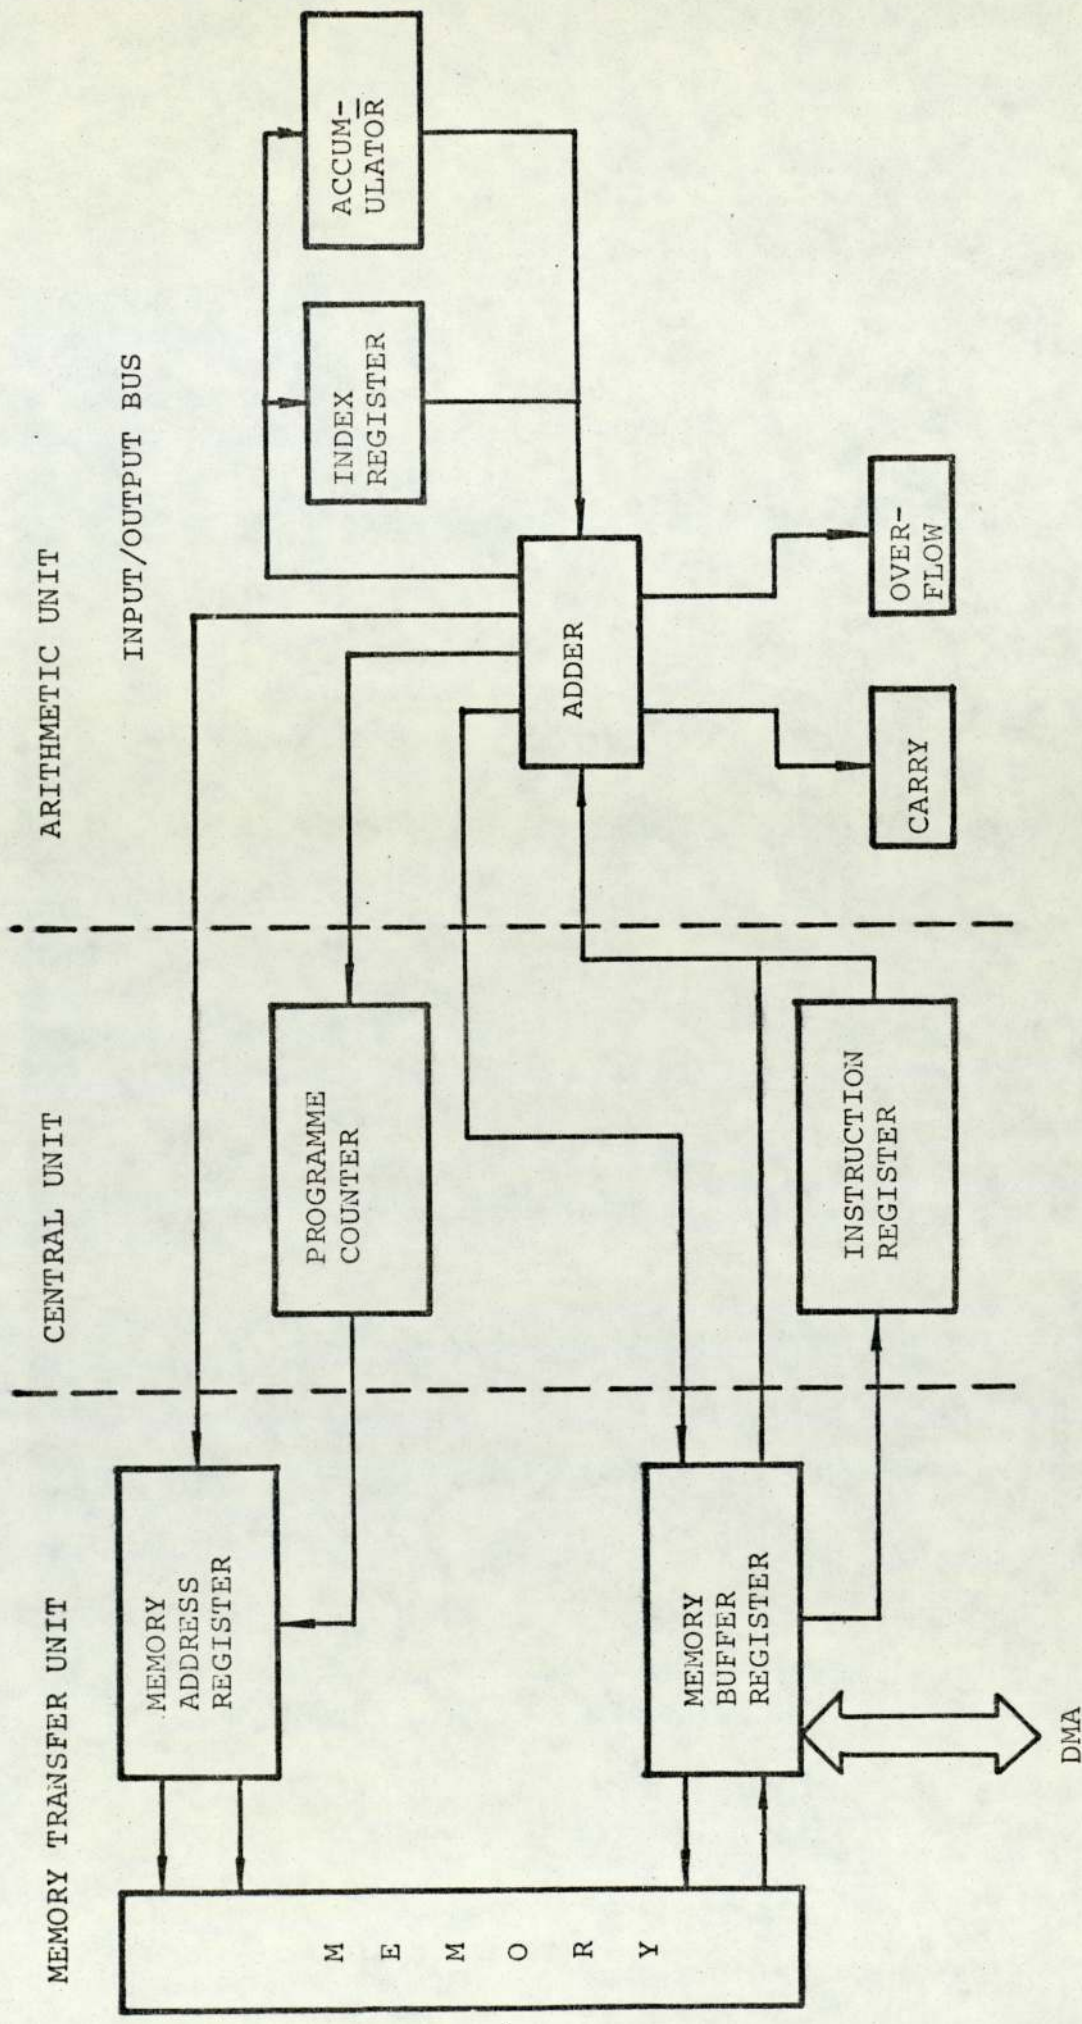 MEMORY TRANSFER UNIT
CENTRAL UNIT
ARITHMETIC UNIT
INPUT/OUTPUT BUS
MEMORY
MEMORY
ADDRESS
REGISTER
PROGRAMME
COUNTER
INDEX
REGISTER
ACCUM-
ULATOR
ADDER
MEMORY
BUFFER
REGISTER
INSTRUCTION
REGISTER
CARRY
OVER-
FLOW
DMA